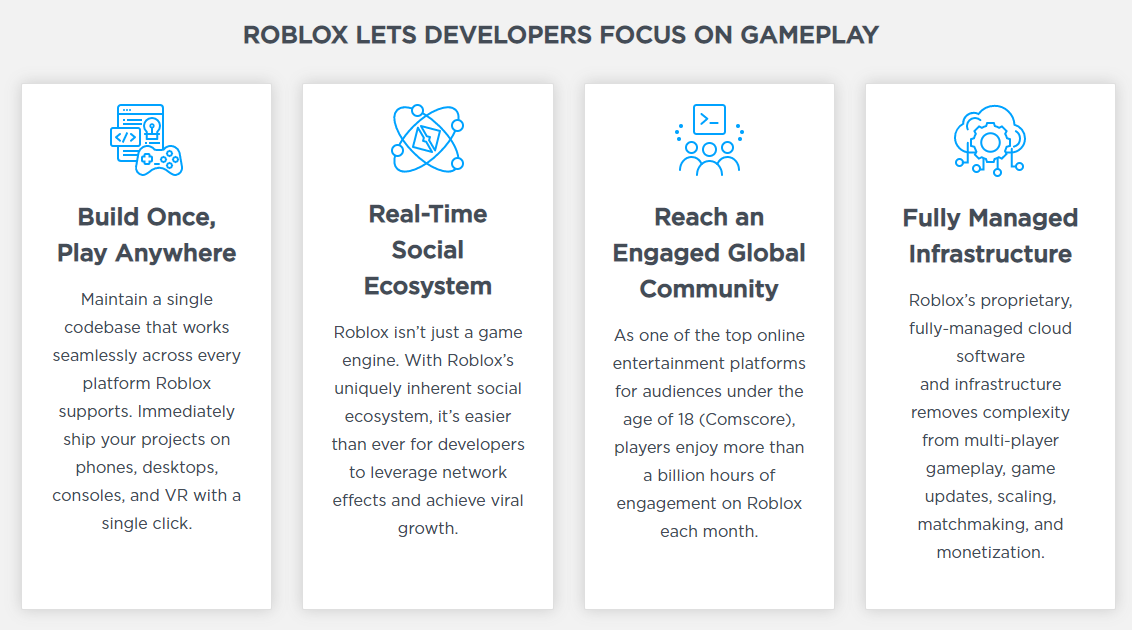 ROBLOX LETS DEVELOPERS FOCUS ON GAMEPLAY
Build Once,
Play Anywhere
Maintain a single
codebase that works
seamlessly across every
platform Roblox
supports. Immediately
ship your projects on
phones, desktops,
consoles, and VR with a
single click.
Real-Time
Social
Ecosystem
Roblox isn’t just a game
engine. With Roblox’s
uniquely inherent social
ecosystem, it’s easier
than ever for developers
to leverage network
effects and achieve viral
growth.
Reach an
Engaged Global
Community
As one of the top online
entertainment platforms
for audiences under the
age of 18 (Comscore),
players enjoy more than
a billion hours of
engagement on Roblox
each month.
Fully Managed
Infrastructure
Roblox’s proprietary,
fully-managed cloud
software
and infrastructure
removes complexity
from multi-player
gameplay, game
updates, scaling,
matchmaking, and
monetization.